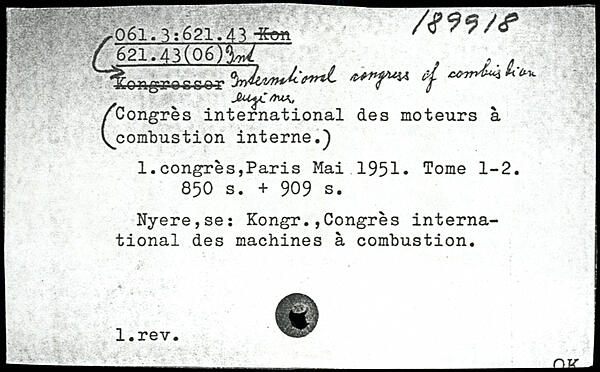 189918
061.3:621.43 Kon
621.43(06)Int
Kongresser International congress of combustion
engines
(Congrès international des moteurs à
combustion interne.)
1.congrès,Paris Mai 1951. Tome 1-2.
850 s. + 909 s.
Nyere,se: Kongr.,Congrès interna-
tional des machines à combustion.
1.rev.
OK